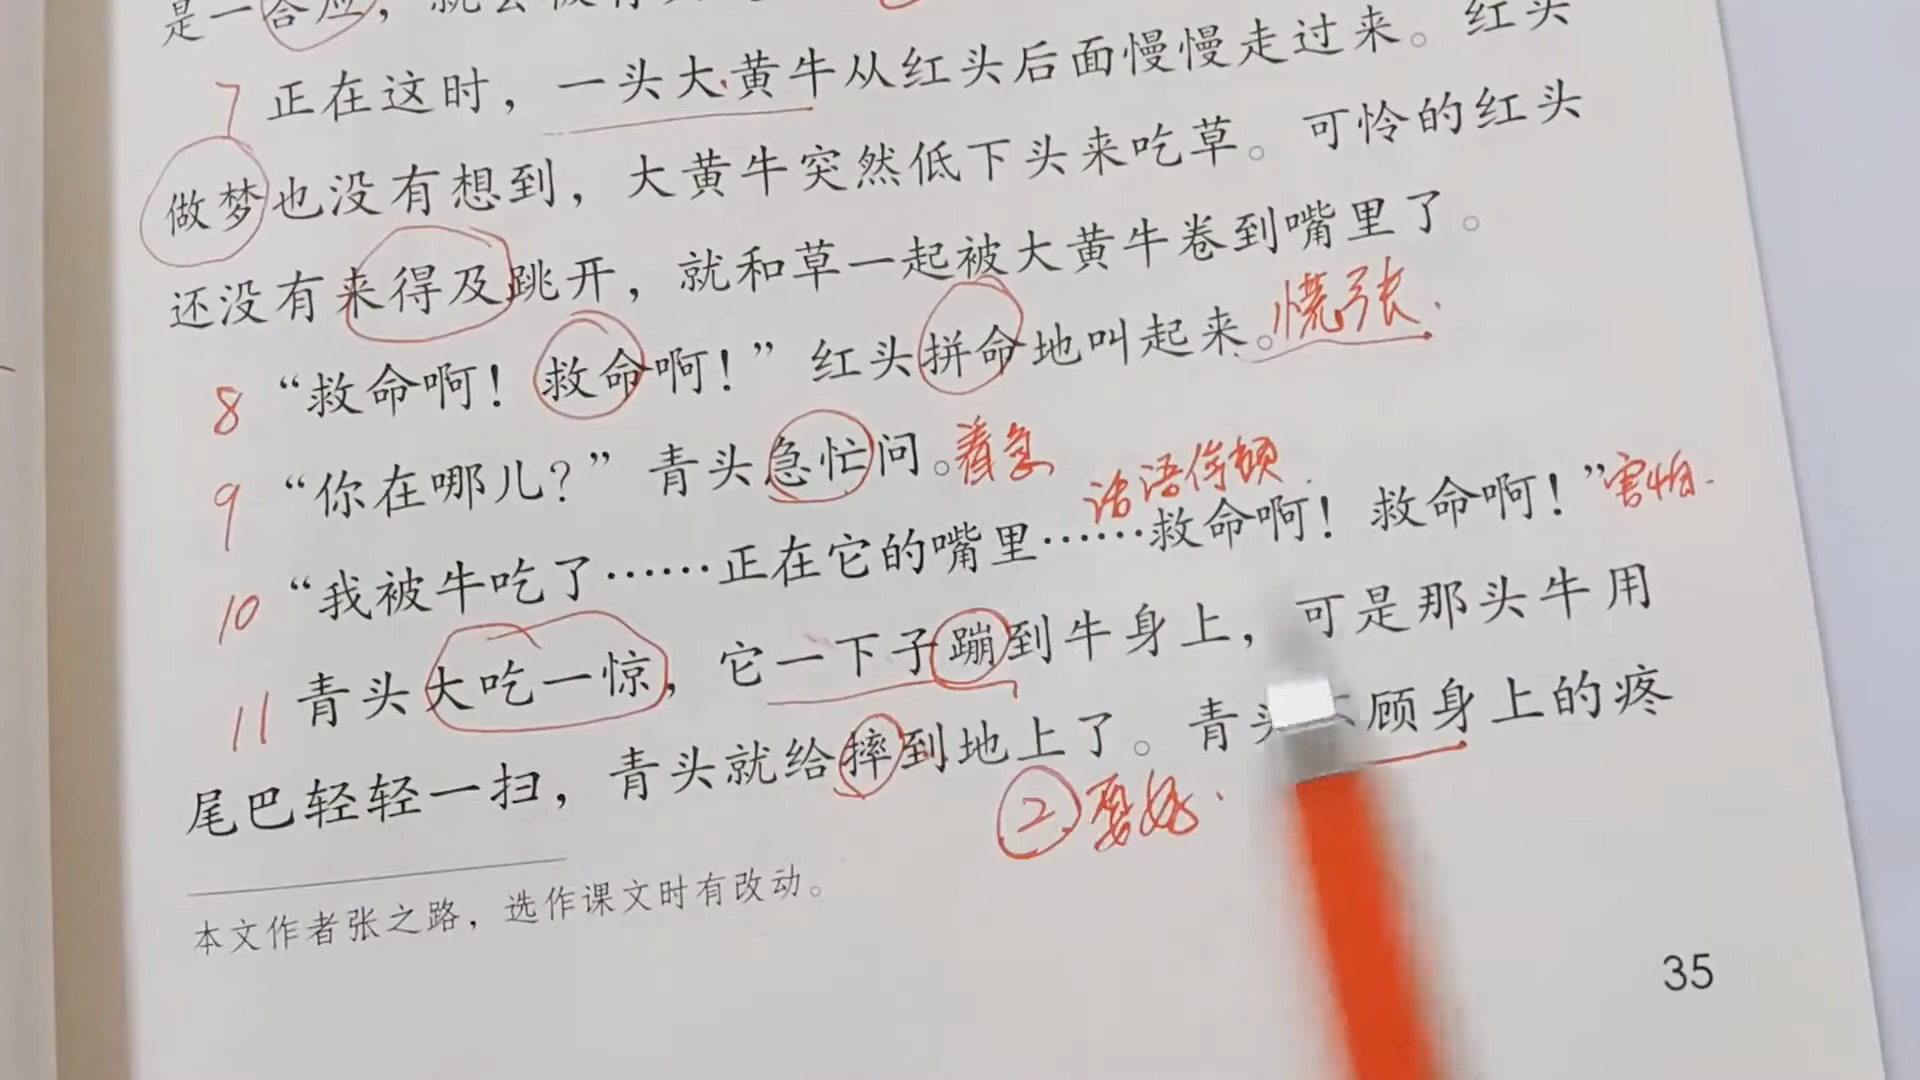 是一
7 正在这时，一头大黄牛从红头后面慢慢走过来。红头
做梦也没有想到，大黄牛突然低下头来吃草。可怜的红头
还没有来得及跳开，就和草一起被大黄牛卷到嘴里了。
8 “救命啊！救命啊！”红头拼命地叫起来。慌张
9 “你在哪儿？”青头急忙问。着急
话语停顿
10 “我被牛吃了……正在它的嘴里……救命啊！救命啊！”害怕
11 青头大吃一惊，它一下子蹦到牛身上，可是那头牛用
尾巴轻轻一扫，青头就给摔到地上了。青头顾身上的疼
②
本文作者张之路，选作课文时有改动。
35